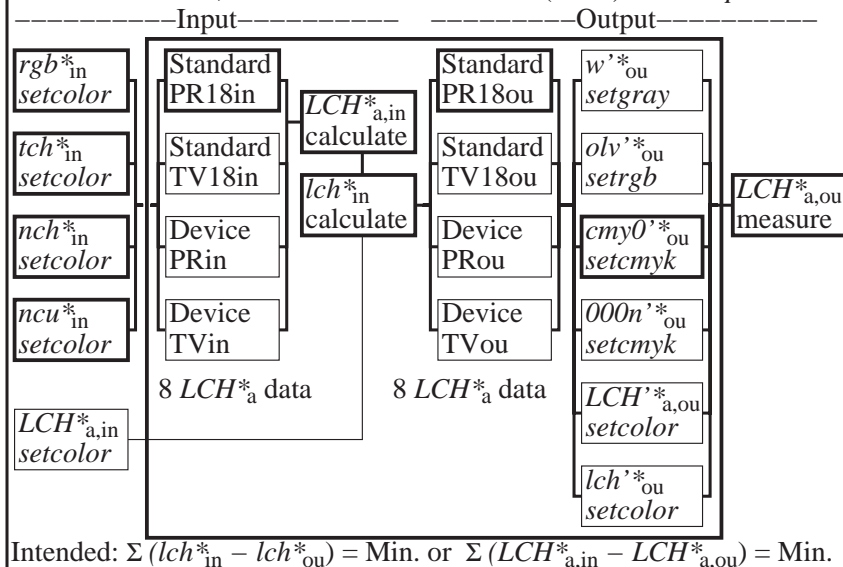 Input
Output
rgb*in
setcolor
tch*in
setcolor
nch*in
setcolor
ncu*in
setcolor
LCH*a,in
setcolor
Standard
PR18in
Standard
TV18in
Device
PRin
Device
TVin
8 LCH*a data
LCH*a,in
calculate
lch*in
calculate
Standard
PR18ou
Standard
TV18ou
Device
PRou
Device
TVou
8 LCH*a data
w'*ou
setgray
olv'*ou
setrgb
cmy0'*ou
setcmyk
000n'*ou
setcmyk
LCH'*a,ou
setcolor
lch'*ou
setcolor
LCH*a,ou
measure
Intended: Σ (lch*in – lch*ou) = Min. or Σ (LCH*a,in – LCH*a,ou) = Min.